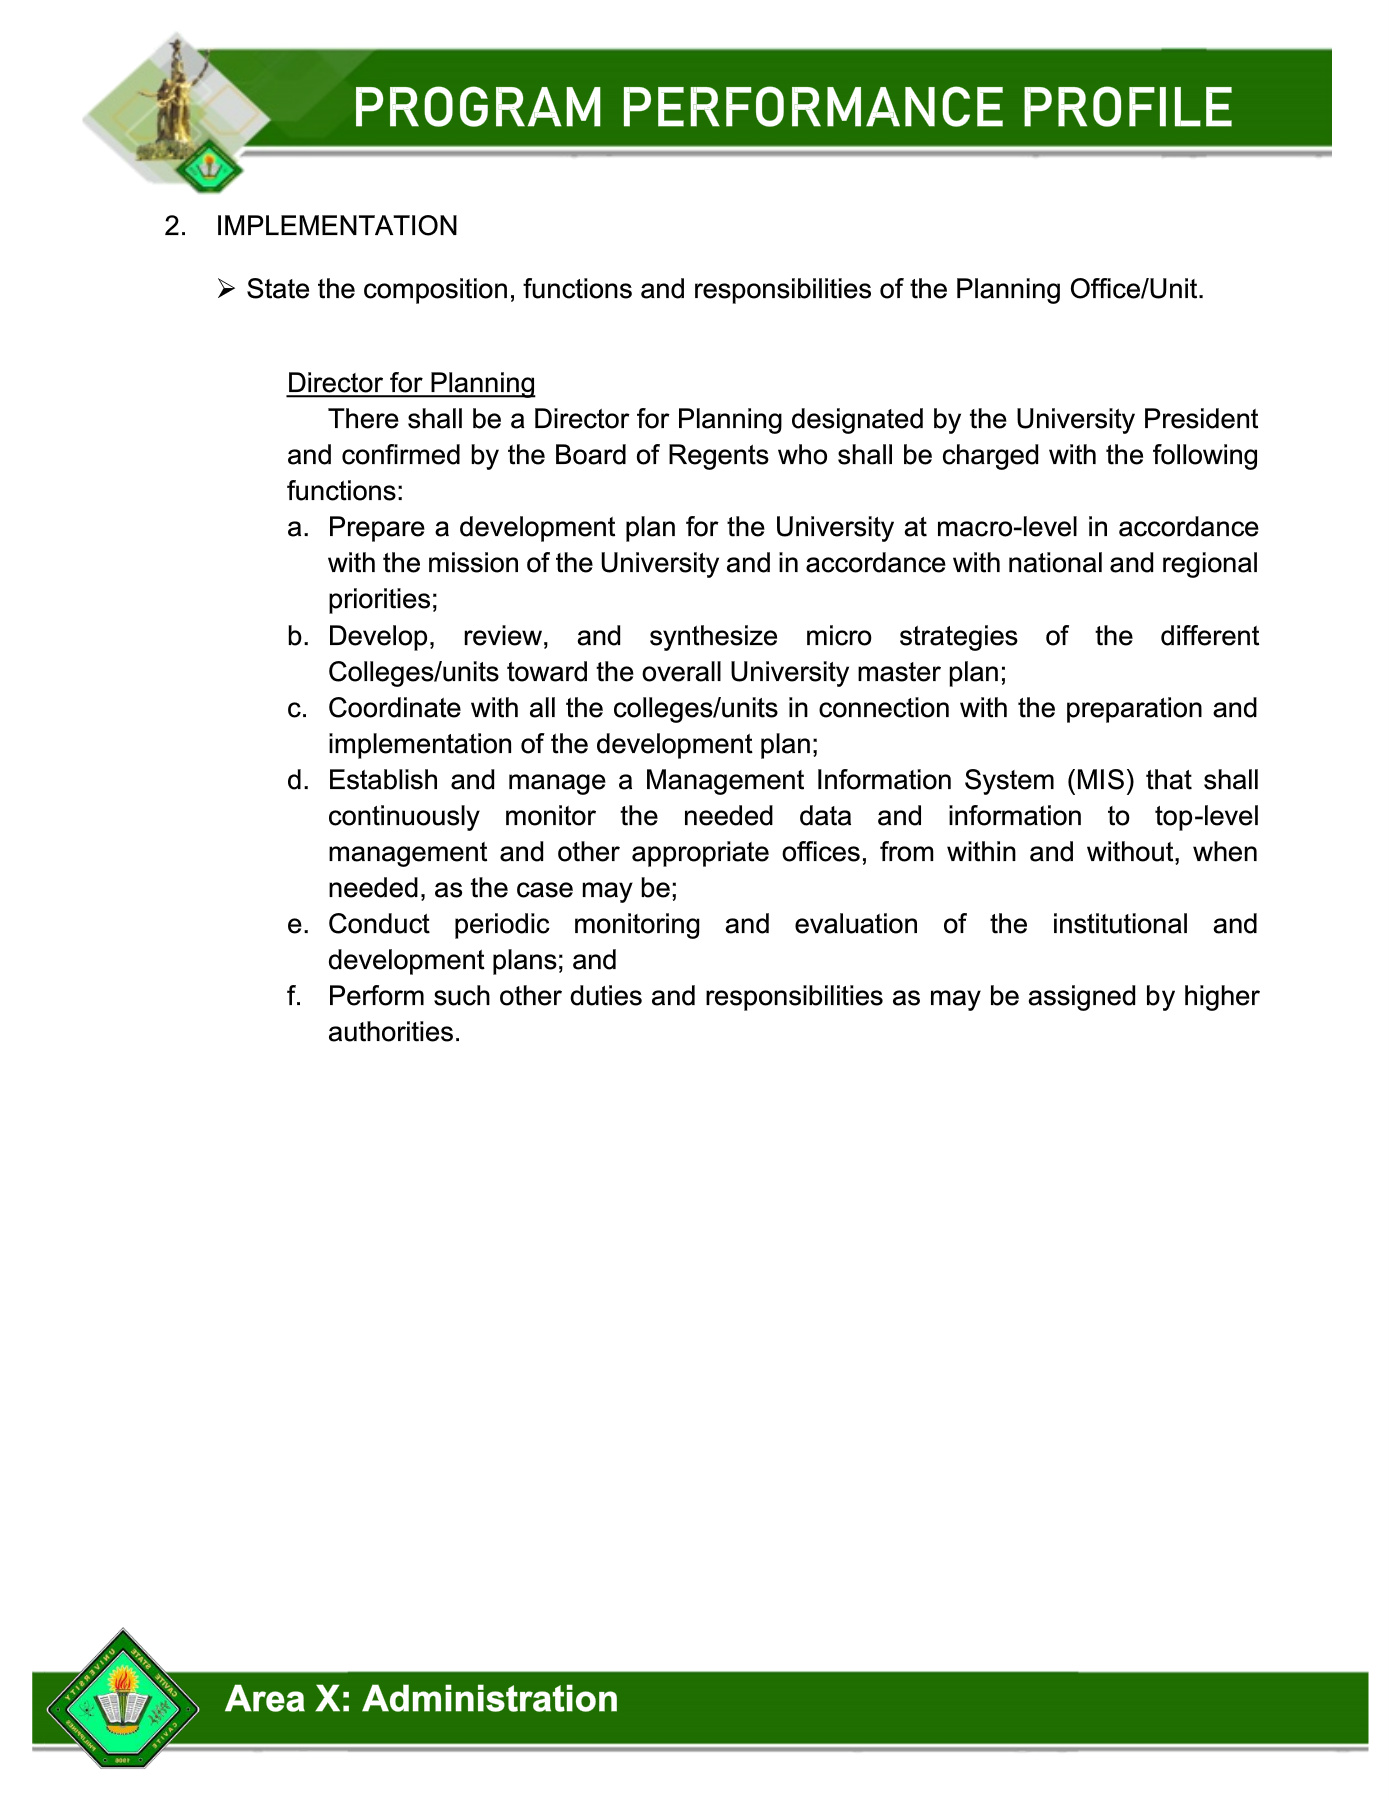 PROGRAM PERFORMANCE PROFILE
2. IMPLEMENTATION
➢ State the composition, functions and responsibilities of the Planning Office/Unit.
Director for Planning
There shall be a Director for Planning designated by the University President
and confirmed by the Board of Regents who shall be charged with the following
functions:
a. Prepare a development plan for the University at macro-level in accordance
with the mission of the University and in accordance with national and regional
priorities;
b. Develop, review, and synthesize micro strategies of the different
Colleges/units toward the overall University master plan;
c. Coordinate with all the colleges/units in connection with the preparation and
implementation of the development plan;
d. Establish and manage a Management Information System (MIS) that shall
continuously monitor the needed data and information to top-level
management and other appropriate offices, from within and without, when
needed, as the case may be;
e. Conduct periodic monitoring and evaluation of the institutional and
development plans; and
f. Perform such other duties and responsibilities as may be assigned by higher
authorities.
CAVITE STATE UNIVERSITY
CAVITE
PHILIPPINES
Area X: Administration